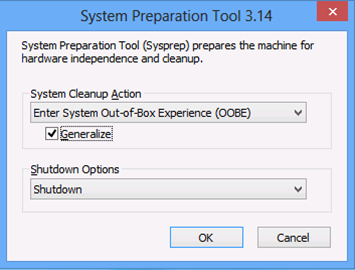 System Preparation Tool 3.14
System Preparation Tool (Sysprep) prepares the machine for
hardware independence and cleanup.
System Cleanup Action
Enter System Out-of-Box Experience (OOBE)
Generalize
Shutdown Options
Shutdown
OK
Cancel